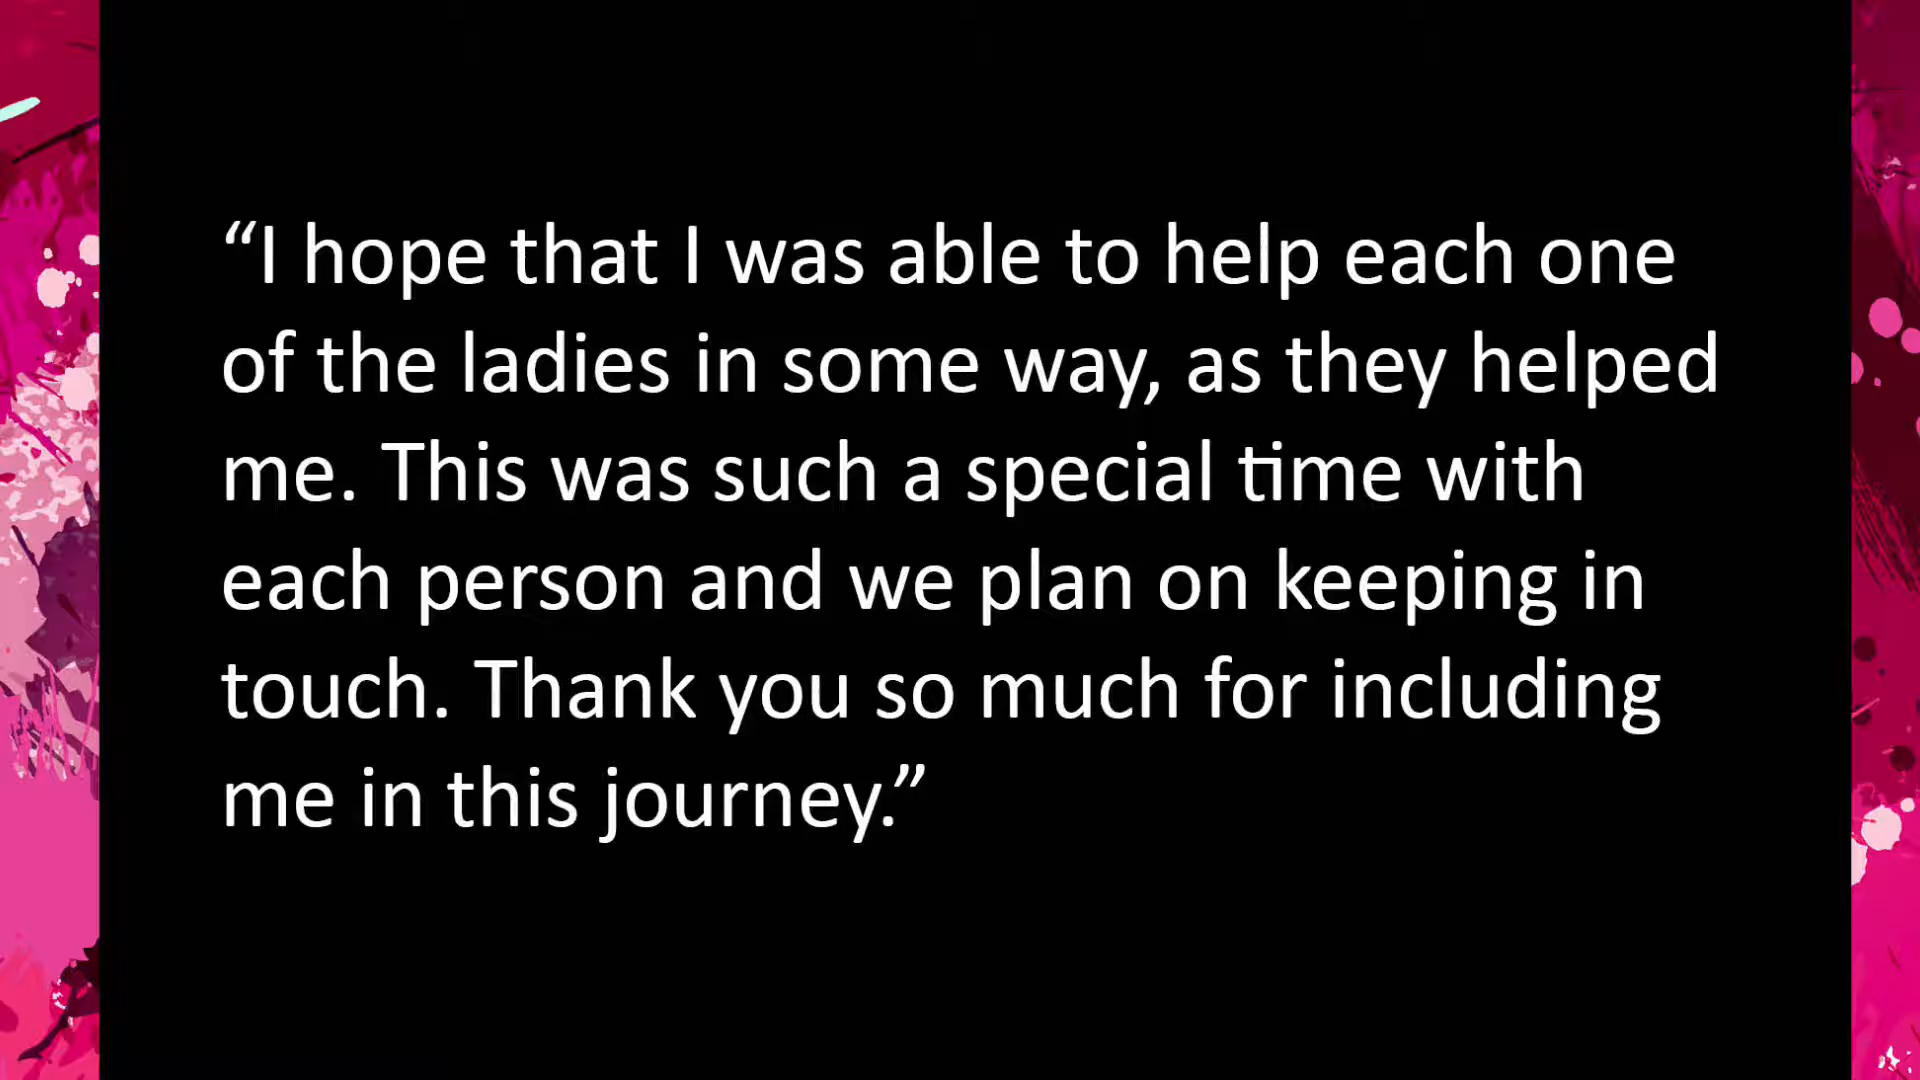 “I hope that I was able to help each one
of the ladies in some way, as they helped
me. This was such a special time with
each person and we plan on keeping in
touch. Thank you so much for including
me in this journey.”